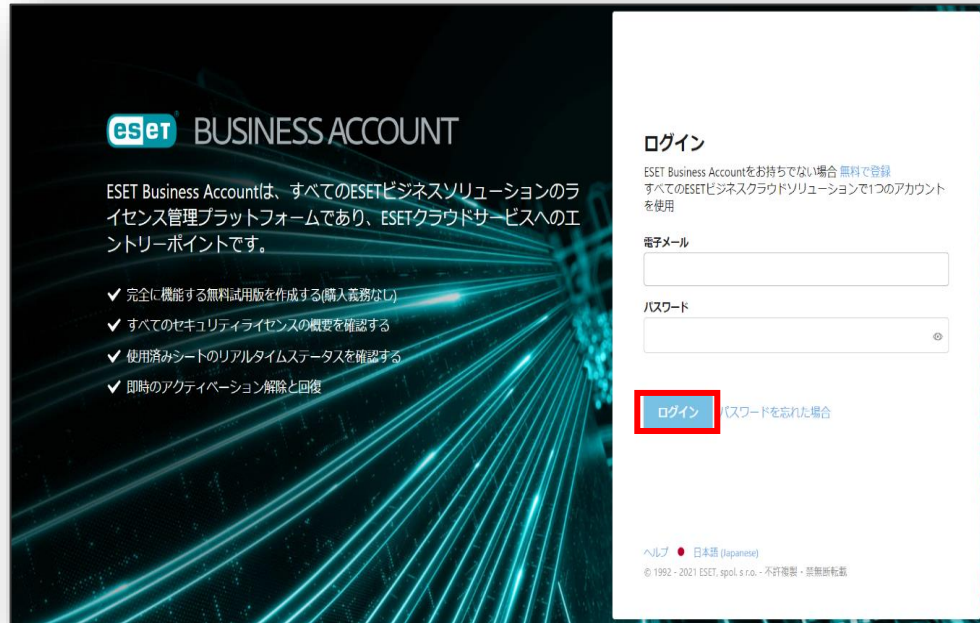 eset BUSINESS ACCOUNT
ESET Business Accountは、すべてのESETビジネスソリューションのラ
イセンス管理プラットフォームであり、ESETクラウドサービスへのエ
ントリーポイントです。
✔ 完全に機能する無料試用版を作成する(購入義務なし)
✔ すべてのセキュリティライセンスの概要を確認する
✔ 使用済みシートのリアルタイムステータスを確認する
✔ 即時のアクティベーション解除と回復
ログイン
ESET Business Accountをお持ちでない場合 無料で登録
すべてのESETビジネスクラウドソリューションで1つのアカウント
を使用
電子メール
パスワード
ログイン パスワードを忘れた場合
ヘルプ 日本語 (Japanese)
© 1992 - 2021 ESET, spol. s r.o. - 不許複製・禁無断転載